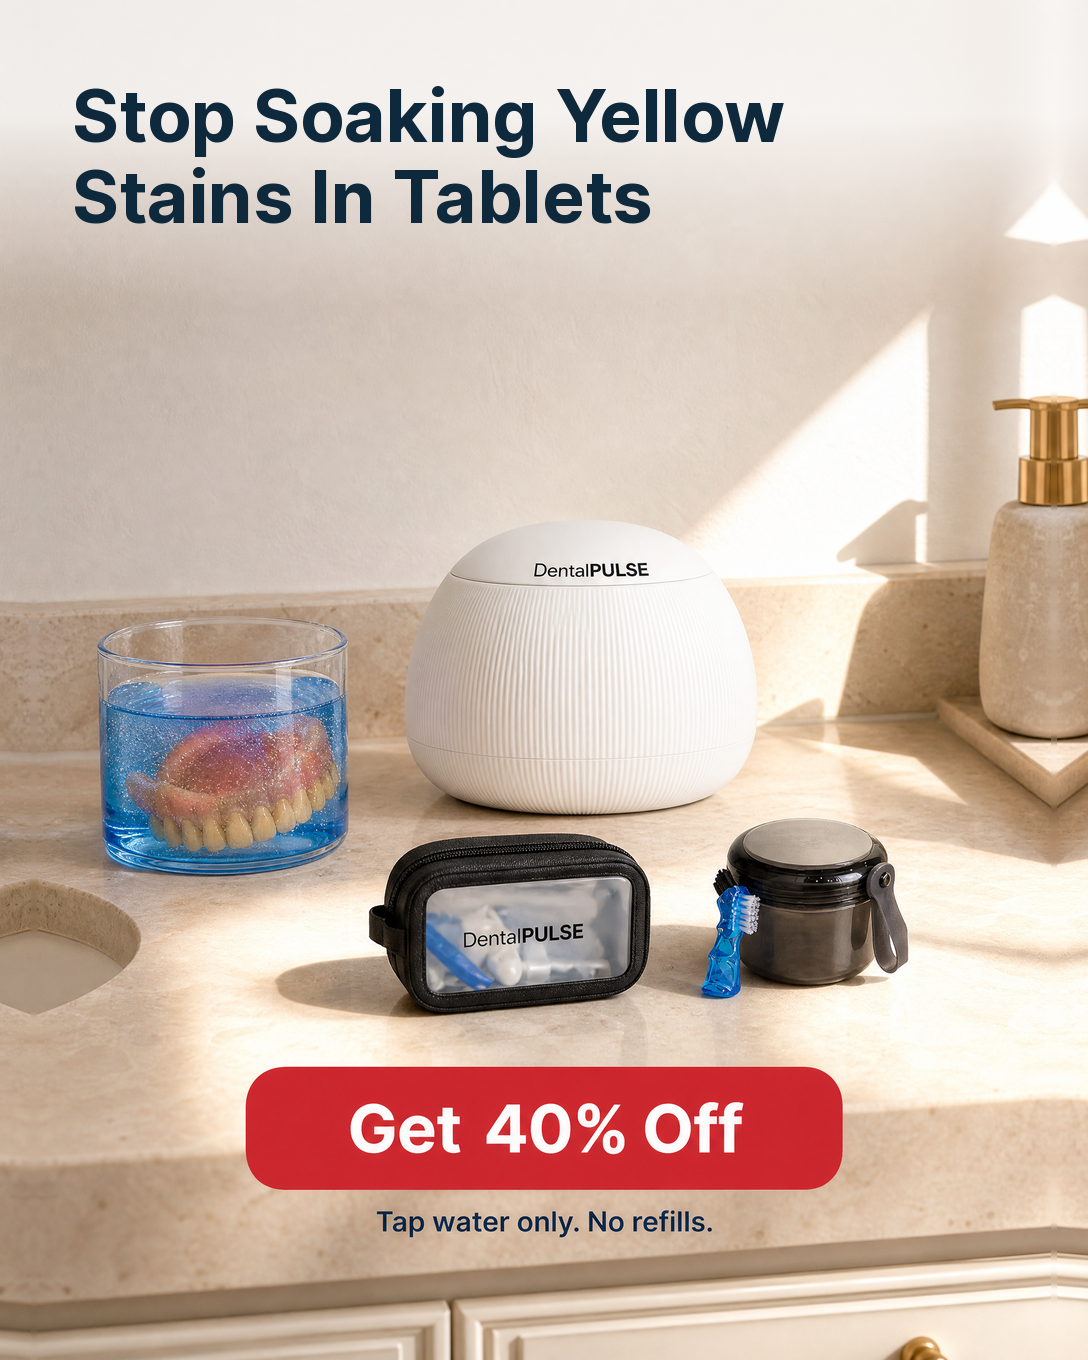 Stop Soaking Yellow
Stains In Tablets
DentalPULSE
DentalPULSE
Get 40% Off
Tap water only. No refills.